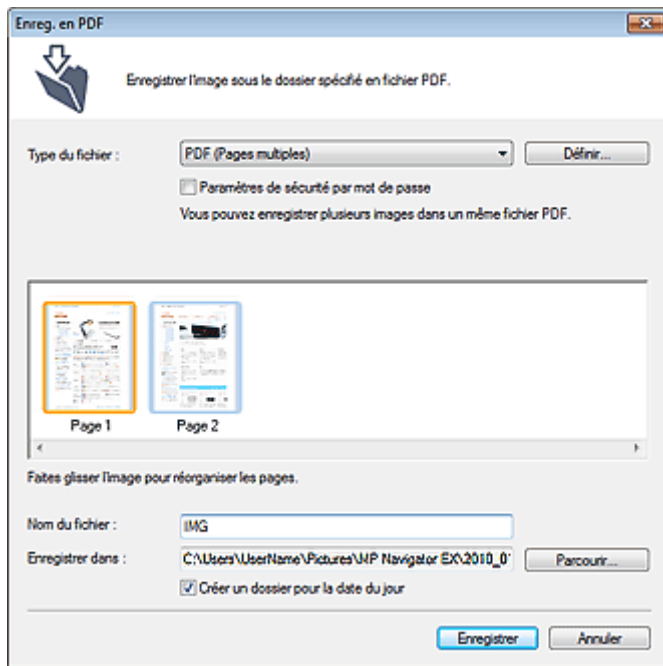 Enreg. en PDF
Enregistrer l'image sous le dossier spécifié en fichier PDF.
Type du fichier : PDF (Pages multiples) Définir...
Paramètres de sécurité par mot de passe
Vous pouvez enregistrer plusieurs images dans un même fichier PDF.
Page 1 Page 2
Faites glisser l'image pour réorganiser les pages.
Nom du fichier : IMG
Enregistrer dans : C:\Users\UserName\Pictures\MP Navigator EX\2010_0 Parcourir...
Créer un dossier pour la date du jour
Enregistrer Annuler